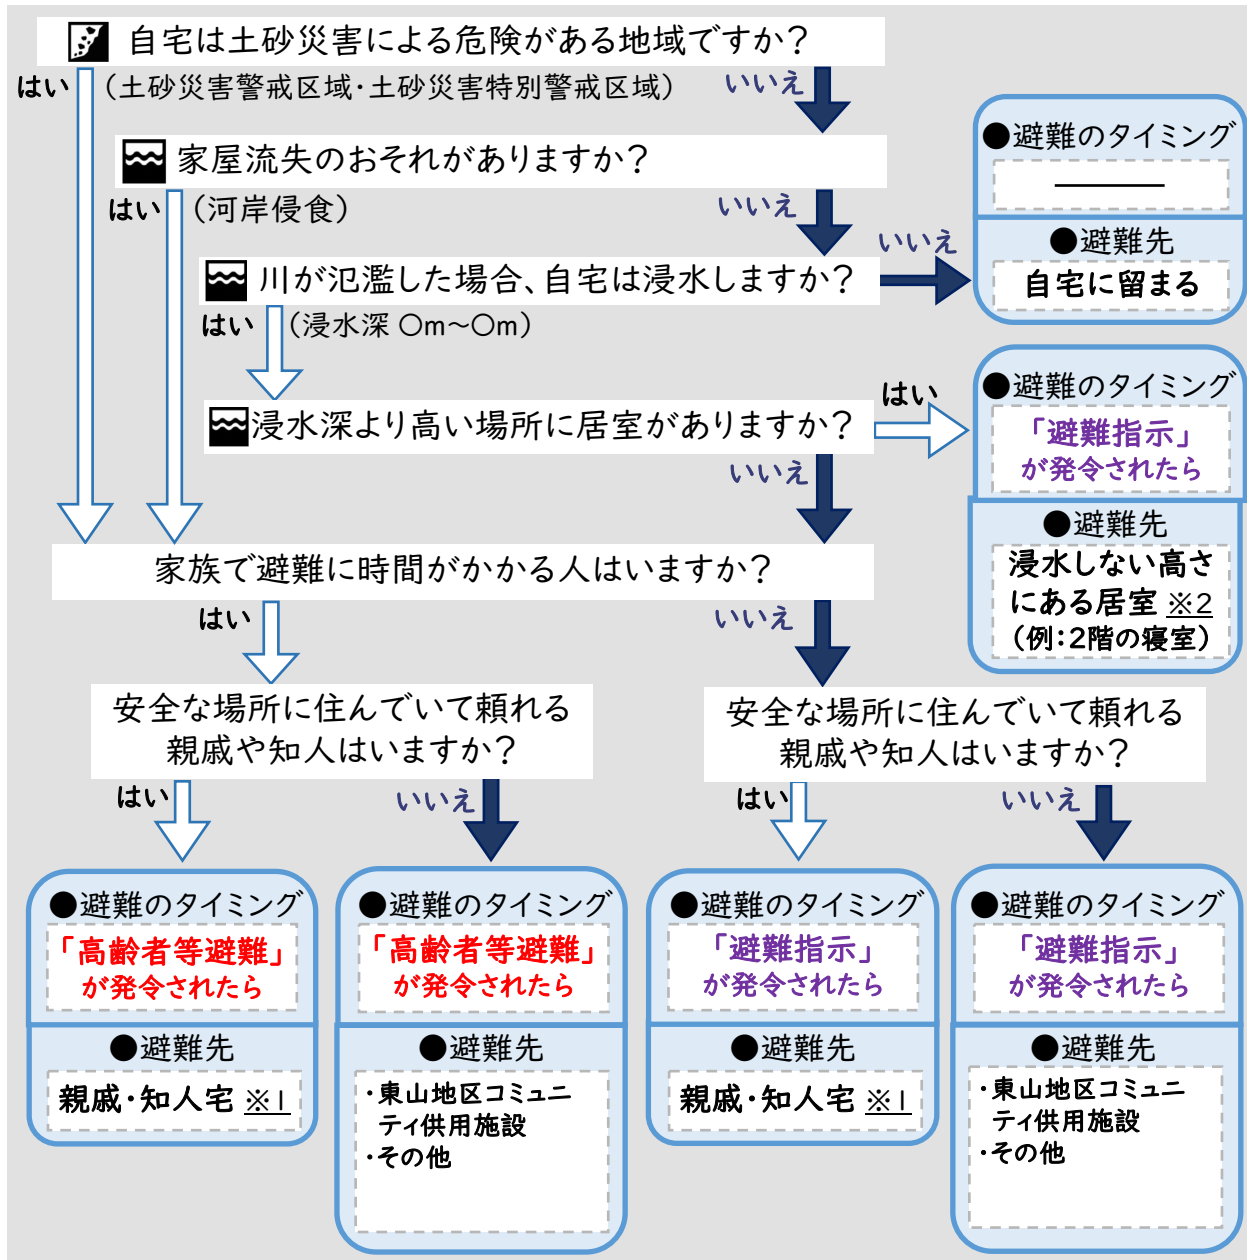 自宅は土砂災害による危険がある地域ですか？
はい
（土砂災害警戒区域・土砂災害特別警戒区域）
いいえ
家屋流失のおそれがありますか？
はい
（河岸侵食）
いいえ
川が氾濫した場合、自宅は浸水しますか？
いいえ
はい
（浸水深 〇m～〇m）
●避難のタイミング
●避難先
自宅に留まる
浸水深より高い場所に居室がありますか？
はい
いいえ
●避難のタイミング
「避難指示」
が発令されたら
●避難先
浸水しない高さ
にある居室 ※2
（例：2階の寝室）
家族で避難に時間がかかる人はいますか？
はい
いいえ
安全な場所に住んでいて頼れる
親戚や知人はいますか？
はい
いいえ
安全な場所に住んでいて頼れる
親戚や知人はいますか？
はい
いいえ
●避難のタイミング
「高齢者等避難」
が発令されたら
●避難先
親戚・知人宅 ※1
●避難のタイミング
「高齢者等避難」
が発令されたら
●避難先
・東山地区コミュニ
ティ供用施設
・その他
●避難のタイミング
「避難指示」
が発令されたら
●避難先
親戚・知人宅 ※1
●避難のタイミング
「避難指示」
が発令されたら
●避難先
・東山地区コミュニ
ティ供用施設
・その他